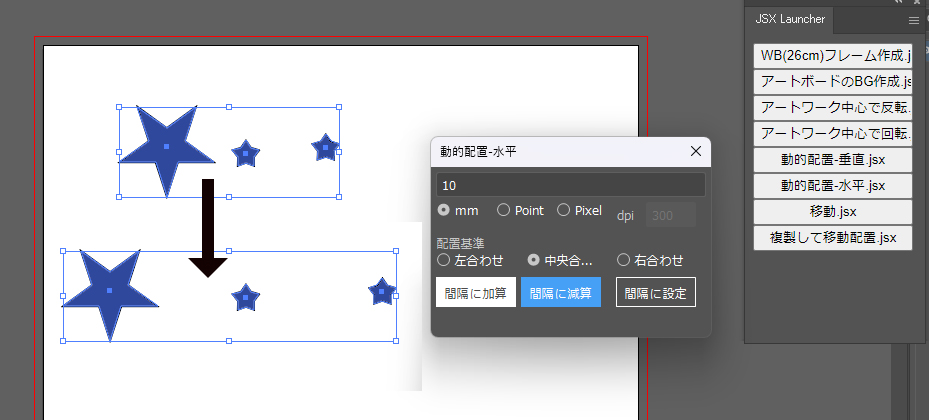 JSX Launcher
WB(26cm)フレーム作成.j
アートボードのBG作成.js
アートワーク中心で反転.
アートワーク中心で回転.
動的配置-垂直.jsx
動的配置-水平.jsx
移動.jsx
複製して移動配置.jsx
動的配置-水平
10
mm Point Pixel dpi 300
配置基準
左合わせ 中央合... 右合わせ
間隔に加算 間隔に減算 間隔に設定